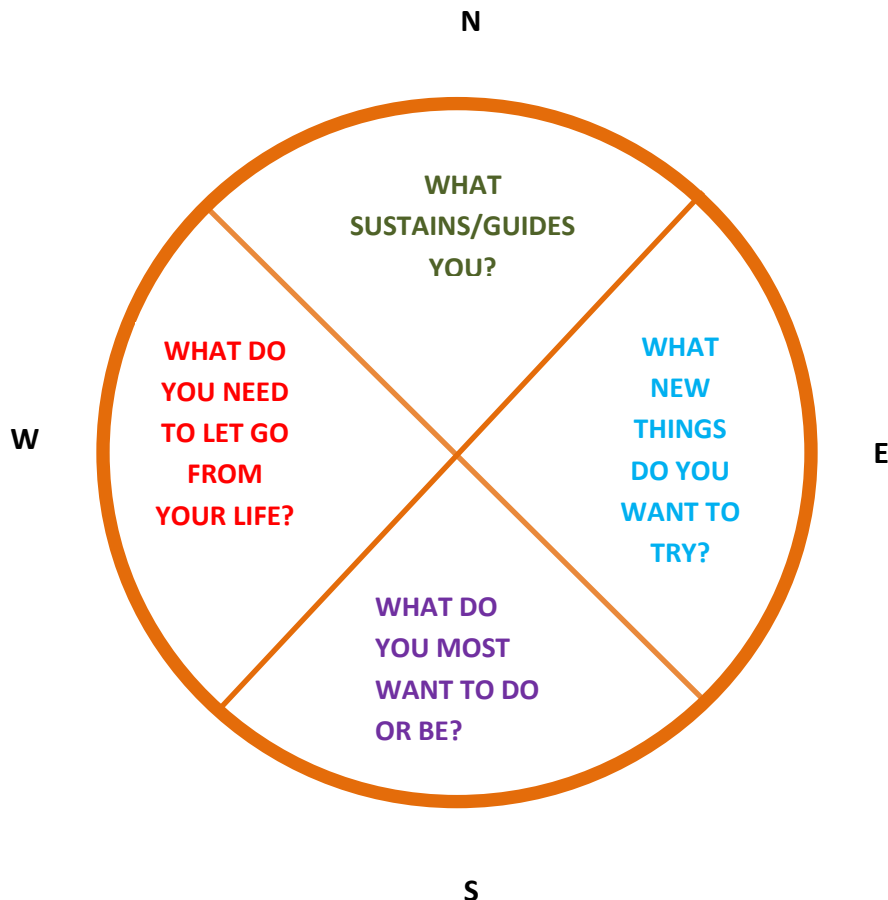 N
WHAT
SUSTAINS/GUIDES
YOU?
WHAT DO
YOU NEED
TO LET GO
FROM
YOUR LIFE?
W
WHAT
NEW
THINGS
DO YOU
WANT TO
TRY?
E
WHAT DO
YOU MOST
WANT TO DO
OR BE?
S